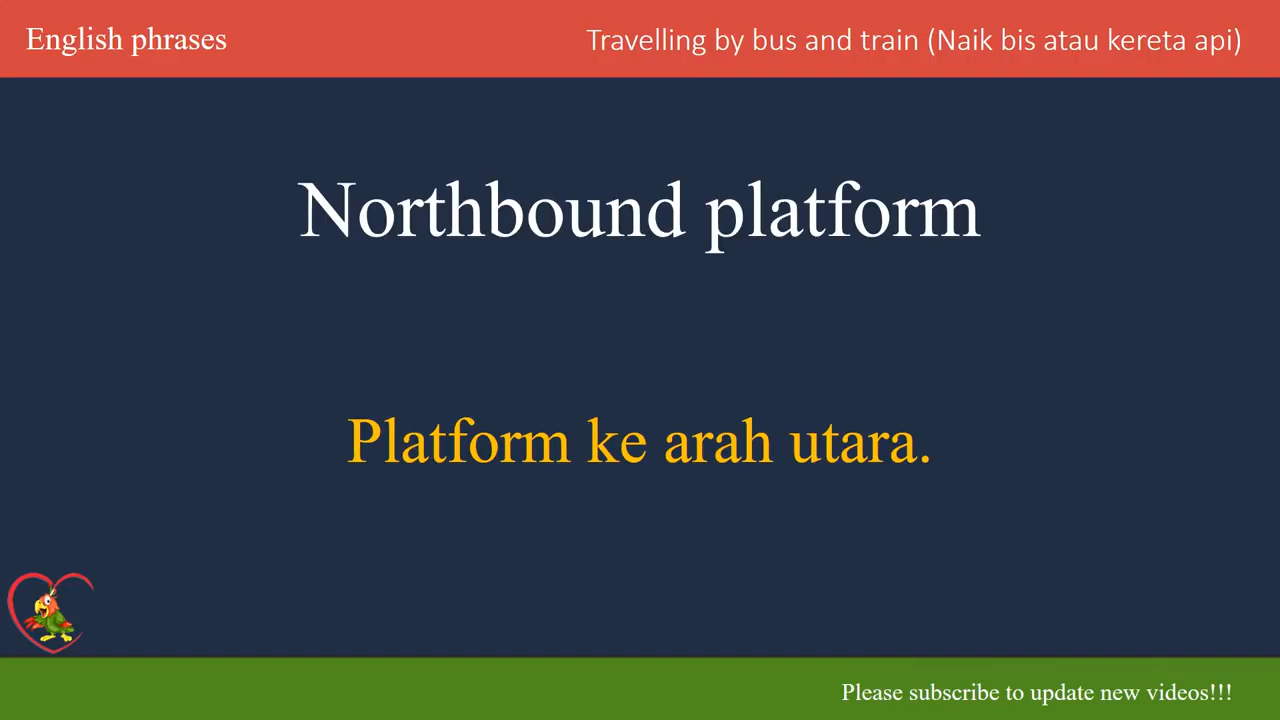 English phrases
Travelling by bus and train (Naik bis atau kereta api)
Northbound platform
Platform ke arah utara.
Please subscribe to update new videos!!!